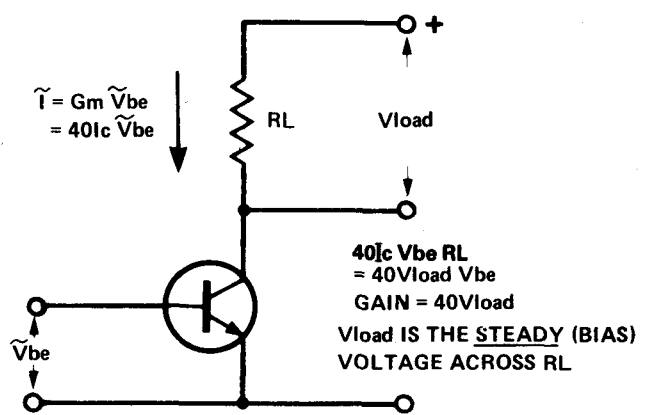 +
Ĩ = Gm Ṽbe
= 40Ic Ṽbe
RL
Vload
40Ic Vbe RL
= 40Vload Vbe
GAIN = 40Vload
Vload IS THE STEADY (BIAS)
VOLTAGE ACROSS RL
Ṽbe